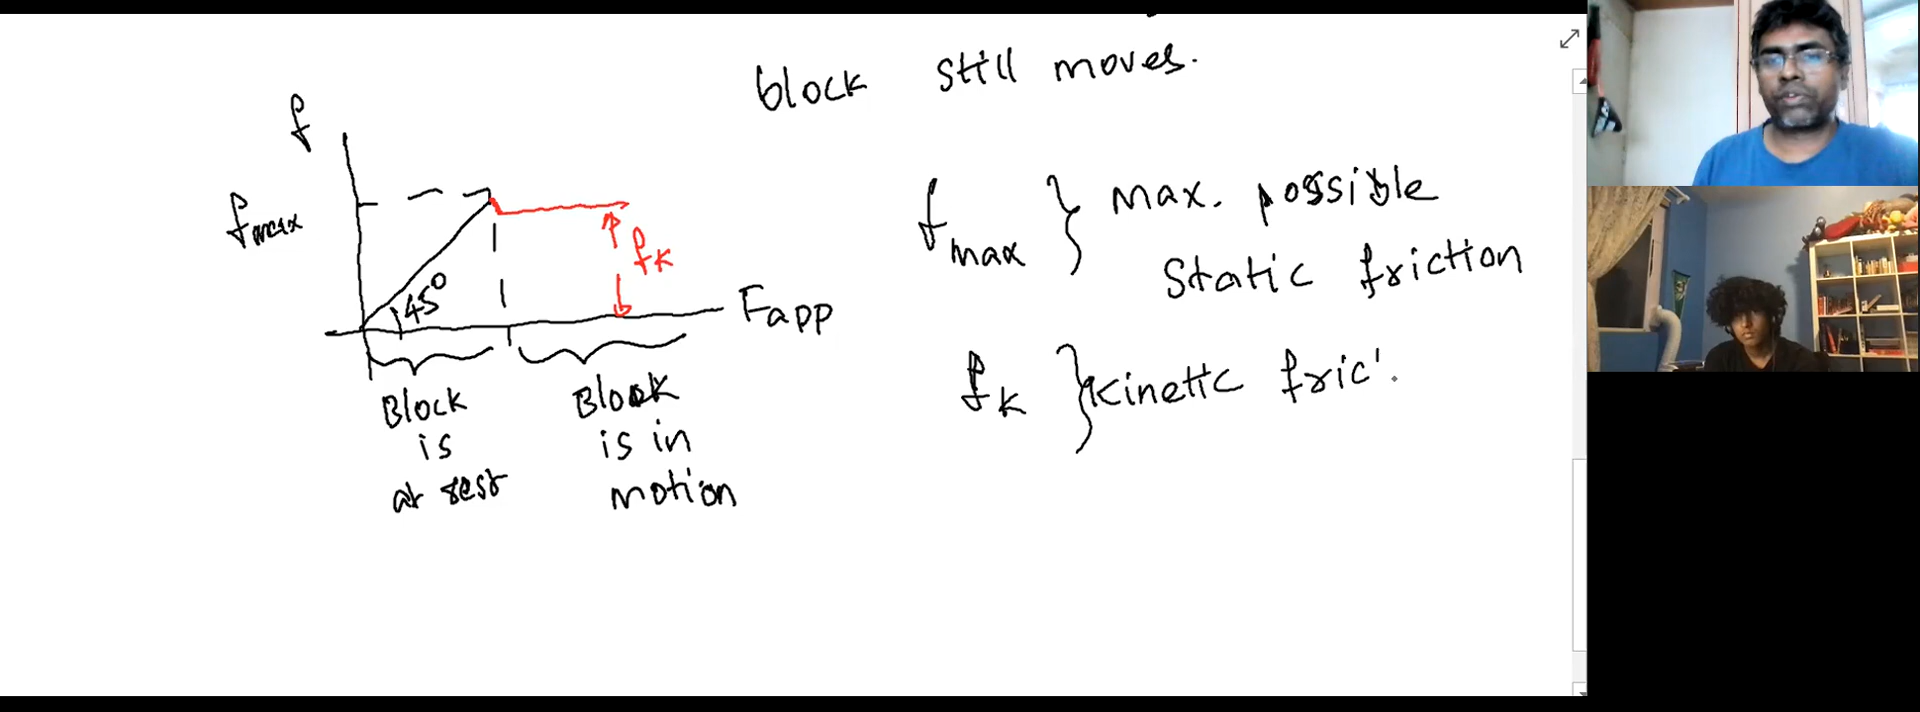 block still moves.
f
fmax
45°
fk
Fapp
Block
is
at rest
Block
is in
motion
fmax } max. possible
static friction
fk } kinetic fric